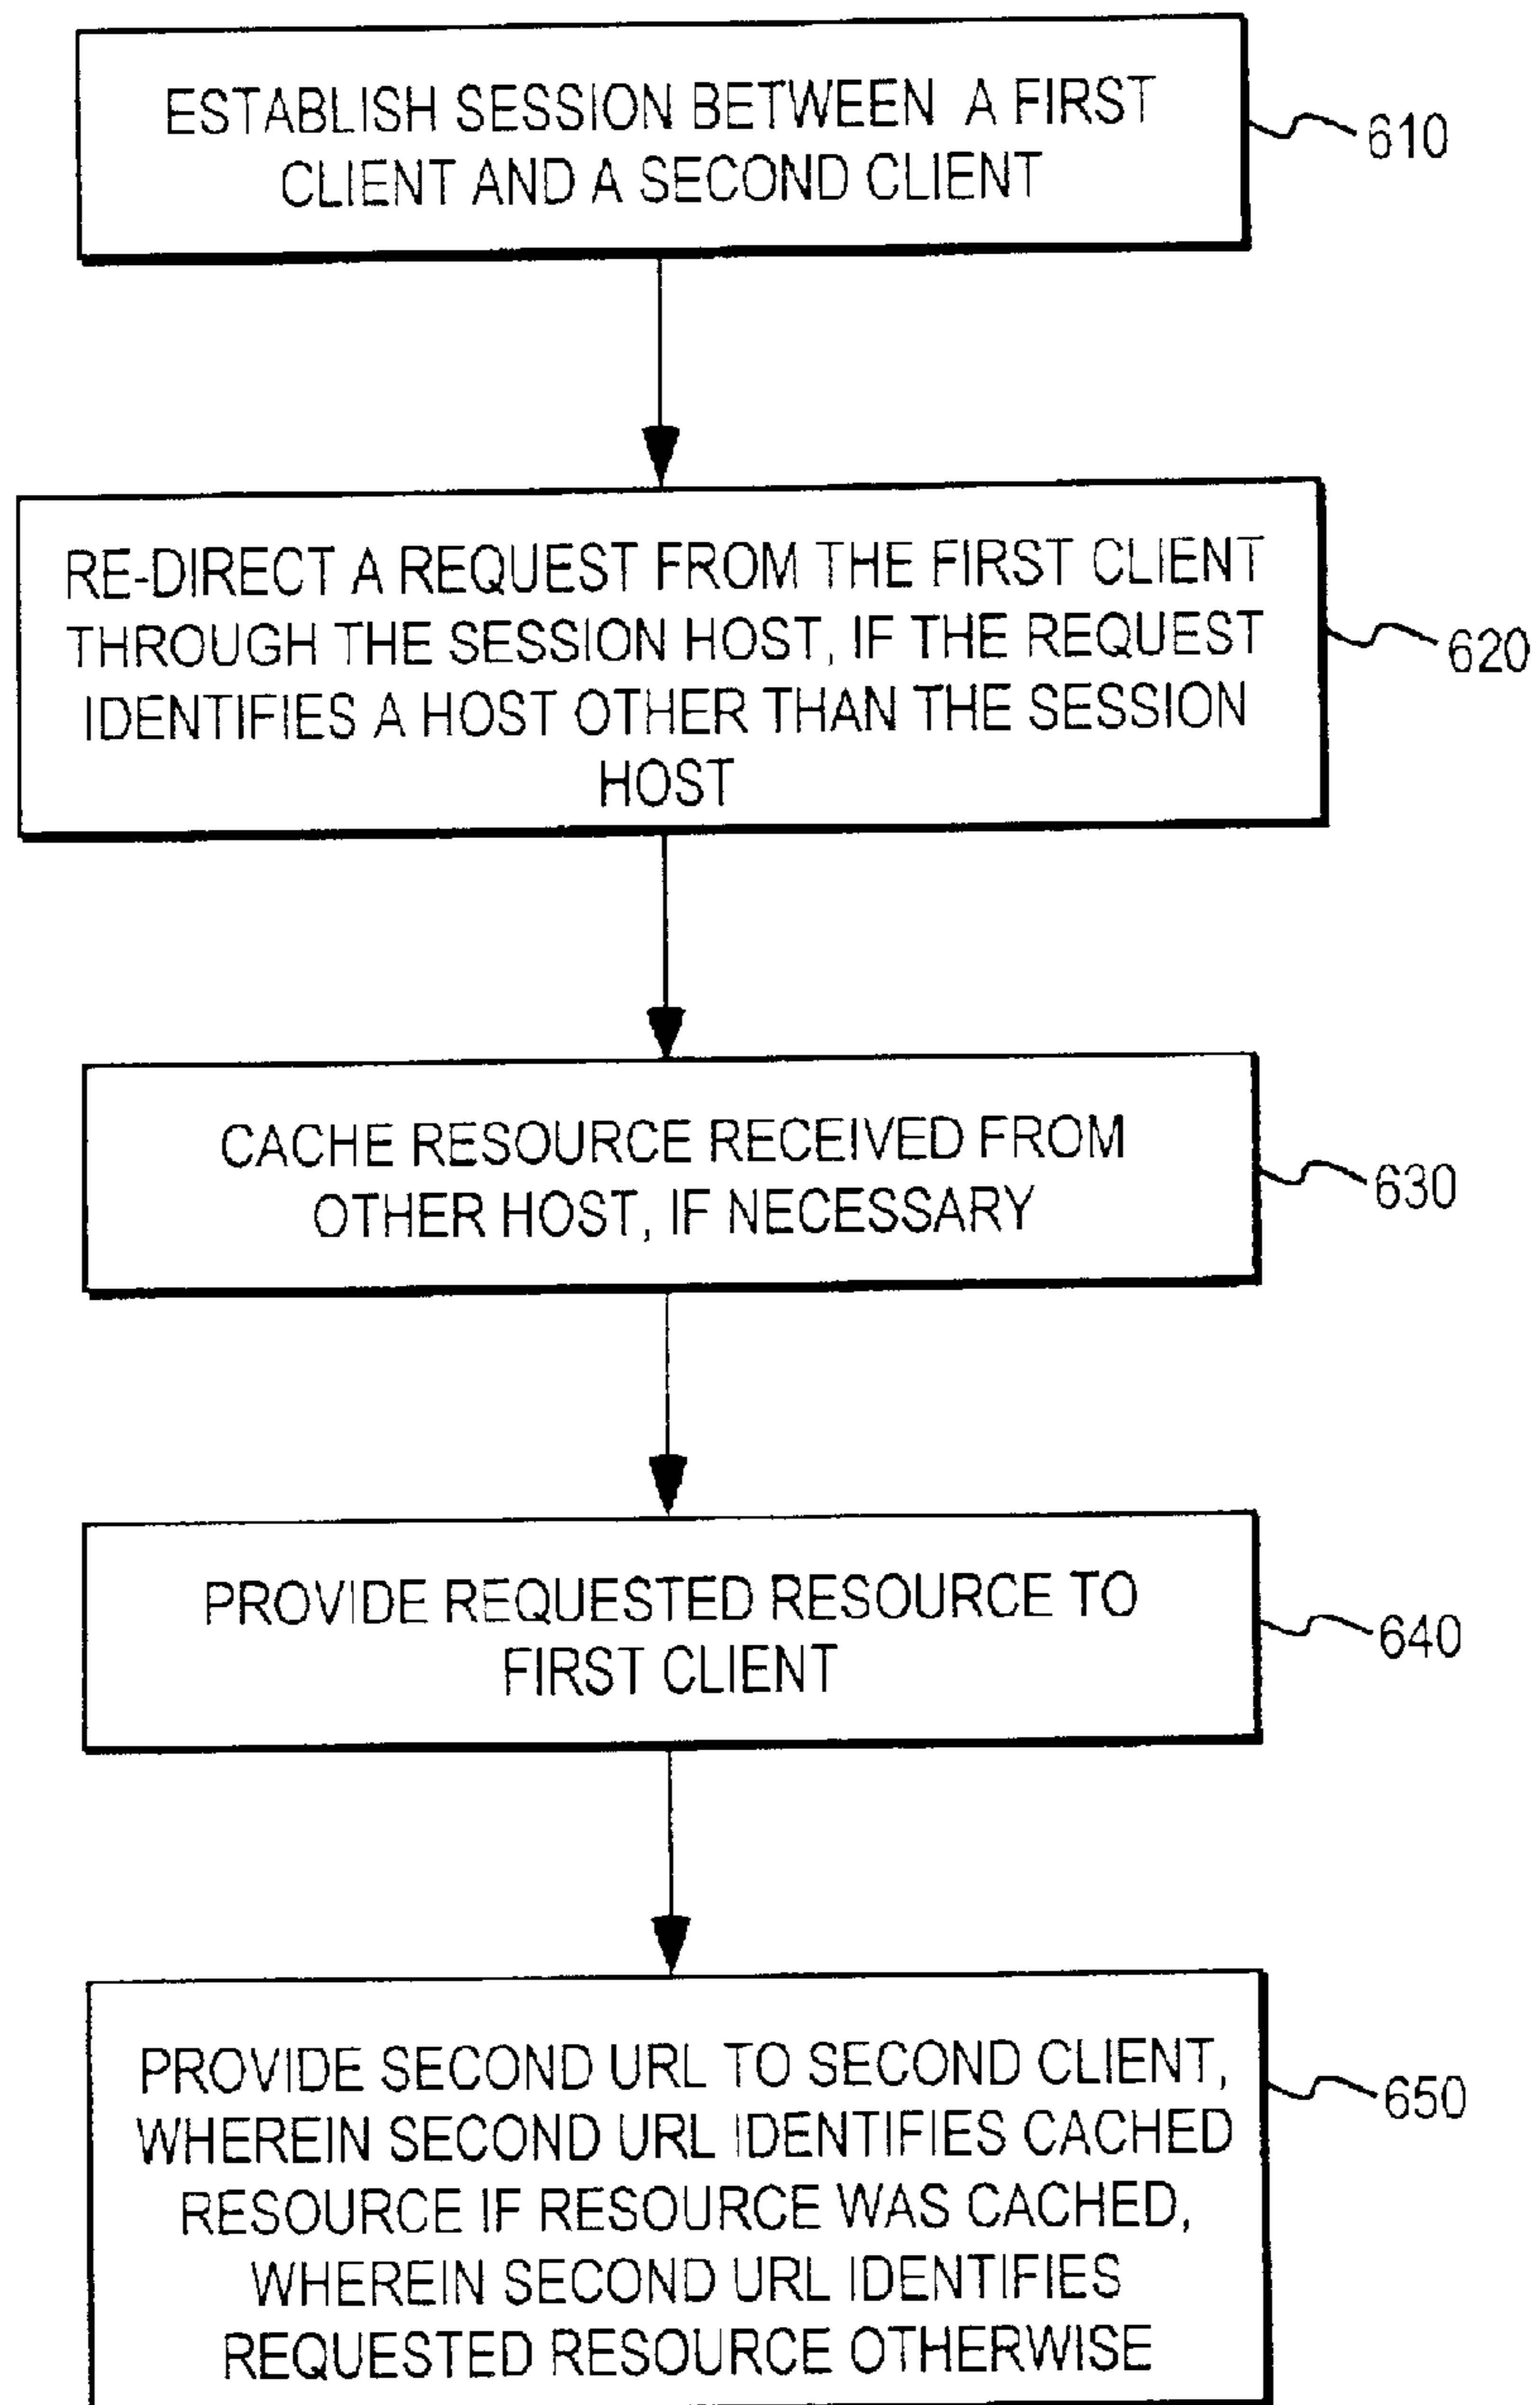 ESTABLISH SESSION BETWEEN A FIRST
CLIENT AND A SECOND CLIENT
610
RE-DIRECT A REQUEST FROM THE FIRST CLIENT
THROUGH THE SESSION HOST, IF THE REQUEST
IDENTIFIES A HOST OTHER THAN THE SESSION
HOST
620
CACHE RESOURCE RECEIVED FROM
OTHER HOST, IF NECESSARY
630
PROVIDE REQUESTED RESOURCE TO
FIRST CLIENT
640
PROVIDE SECOND URL TO SECOND CLIENT,
WHEREIN SECOND URL IDENTIFIES CACHED
RESOURCE IF RESOURCE WAS CACHED,
WHEREIN SECOND URL IDENTIFIES
REQUESTED RESOURCE OTHERWISE
650